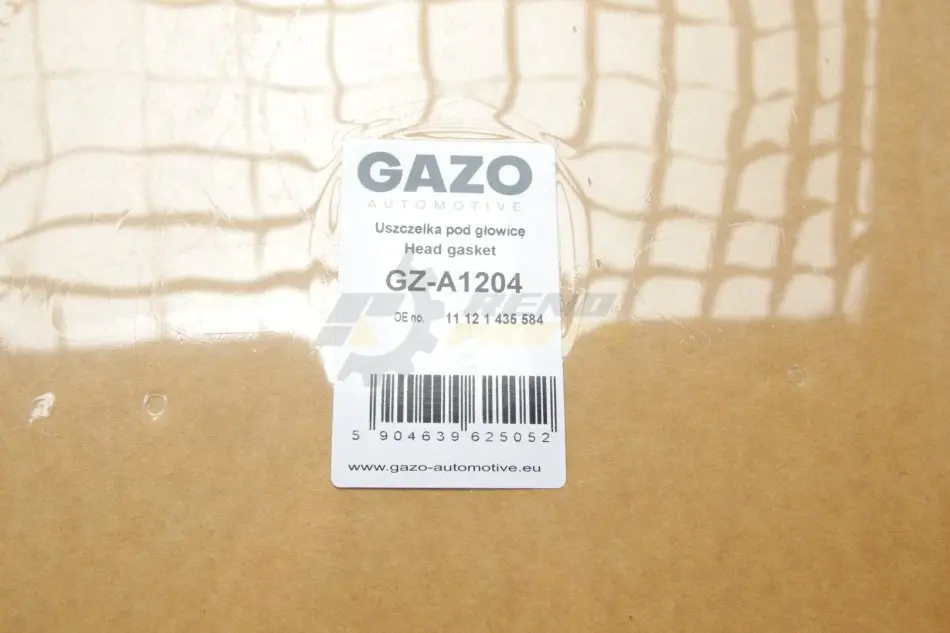 GAZO
AUTOMOTIVE
Uszczelka pod głowicę
Head gasket
GZ-A1204
OE no. 11 12 1 435 584
5 904639 625052
www.gazo-automotive.eu